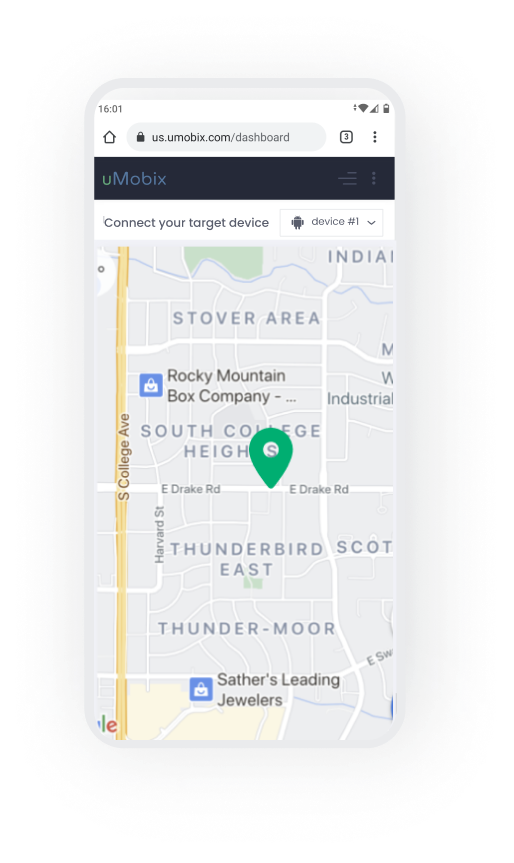 16:01
us.umobix.com/dashboard
3
uMobix
Connect your target device
device #1
INDIA
STOVER AREA
M
Rocky Mountain
Box Company - ...
W
Industrial
S College Ave
SOUTH COLLEGE
HEIGHTS
E Drake Rd
E Drake Rd
Harvard St
THUNDERBIRD
EAST
SCOT
THUNDER-MOOR
E Sw
Sather's Leading
Jewelers
le